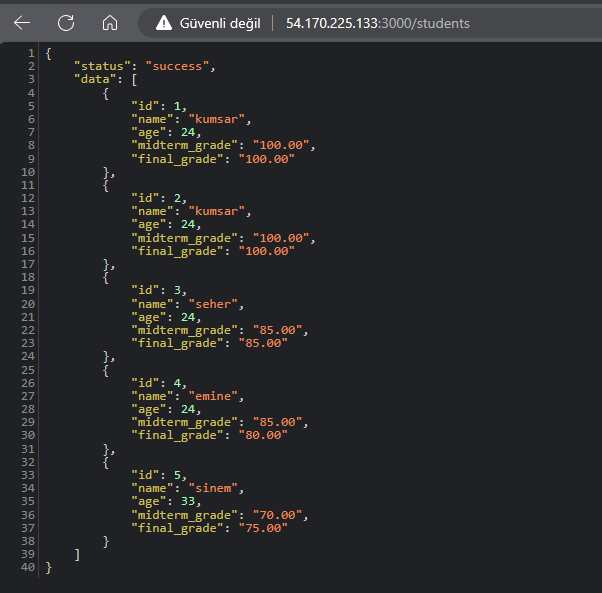 Güvenli değil 54.170.225.133:3000/students
1 {
2 "status": "success",
3 "data": [
4 {
5 "id": 1,
6 "name": "kumsar",
7 "age": 24,
8 "midterm_grade": "100.00",
9 "final_grade": "100.00"
10 },
11 {
12 "id": 2,
13 "name": "kumsar",
14 "age": 24,
15 "midterm_grade": "100.00",
16 "final_grade": "100.00"
17 },
18 {
19 "id": 3,
20 "name": "seher",
21 "age": 24,
22 "midterm_grade": "85.00",
23 "final_grade": "85.00"
24 },
25 {
26 "id": 4,
27 "name": "emine",
28 "age": 24,
29 "midterm_grade": "85.00",
30 "final_grade": "80.00"
31 },
32 {
33 "id": 5,
34 "name": "sinem",
35 "age": 33,
36 "midterm_grade": "70.00",
37 "final_grade": "75.00"
38 }
39 ]
40 }